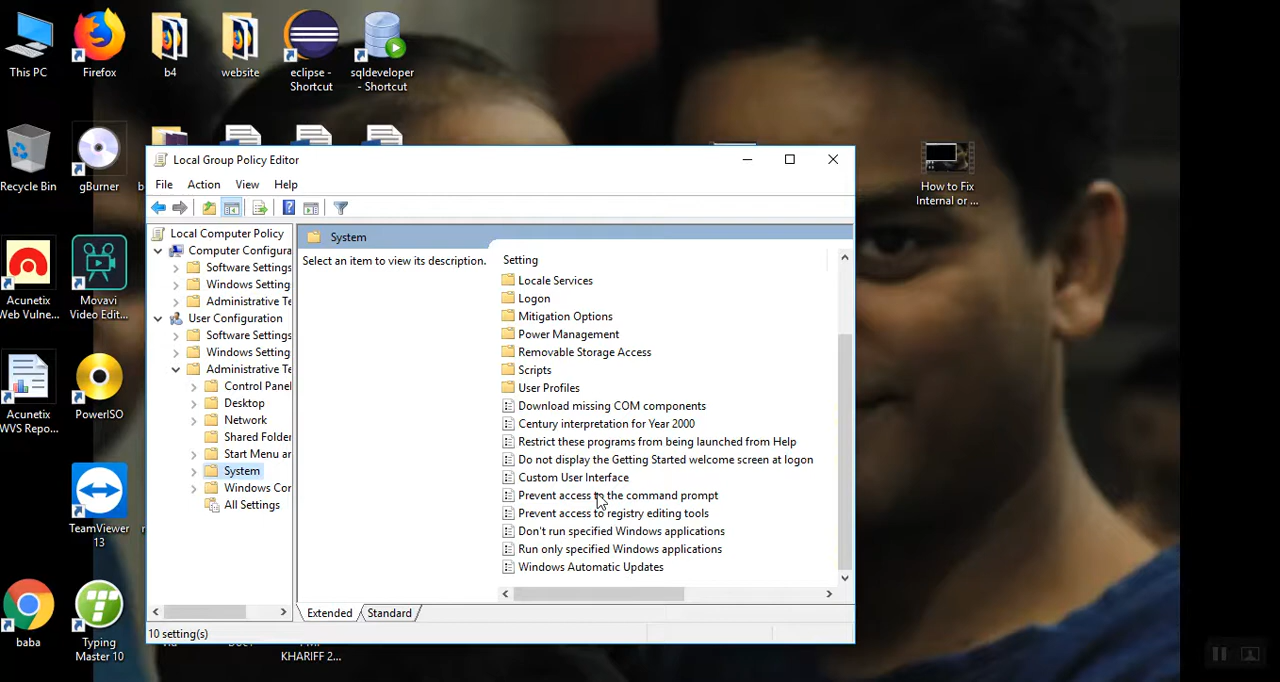 This PC
Firefox
b4
website
eclipse -
Shortcut
sqldeveloper
- Shortcut
Recycle Bin
gBurner
How to Fix
Internal or ...
Acunetix
Web Vulne...
Movavi
Video Edit...
Acunetix
WVS Repo...
PowerISO
TeamViewer
13
baba
Typing
Master 10
KHARIFF 2...
Local Group Policy Editor
File Action View Help
Local Computer Policy
Computer Configura
Software Settings
Windows Setting
Administrative Te
User Configuration
Software Settings
Windows Setting
Administrative Te
Control Panel
Desktop
Network
Shared Folder
Start Menu ar
System
Windows Cor
All Settings
System
Select an item to view its description.
Setting
Locale Services
Logon
Mitigation Options
Power Management
Removable Storage Access
Scripts
User Profiles
Download missing COM components
Century interpretation for Year 2000
Restrict these programs from being launched from Help
Do not display the Getting Started welcome screen at logon
Custom User Interface
Prevent access to the command prompt
Prevent access to registry editing tools
Don't run specified Windows applications
Run only specified Windows applications
Windows Automatic Updates
Extended Standard
10 setting(s)